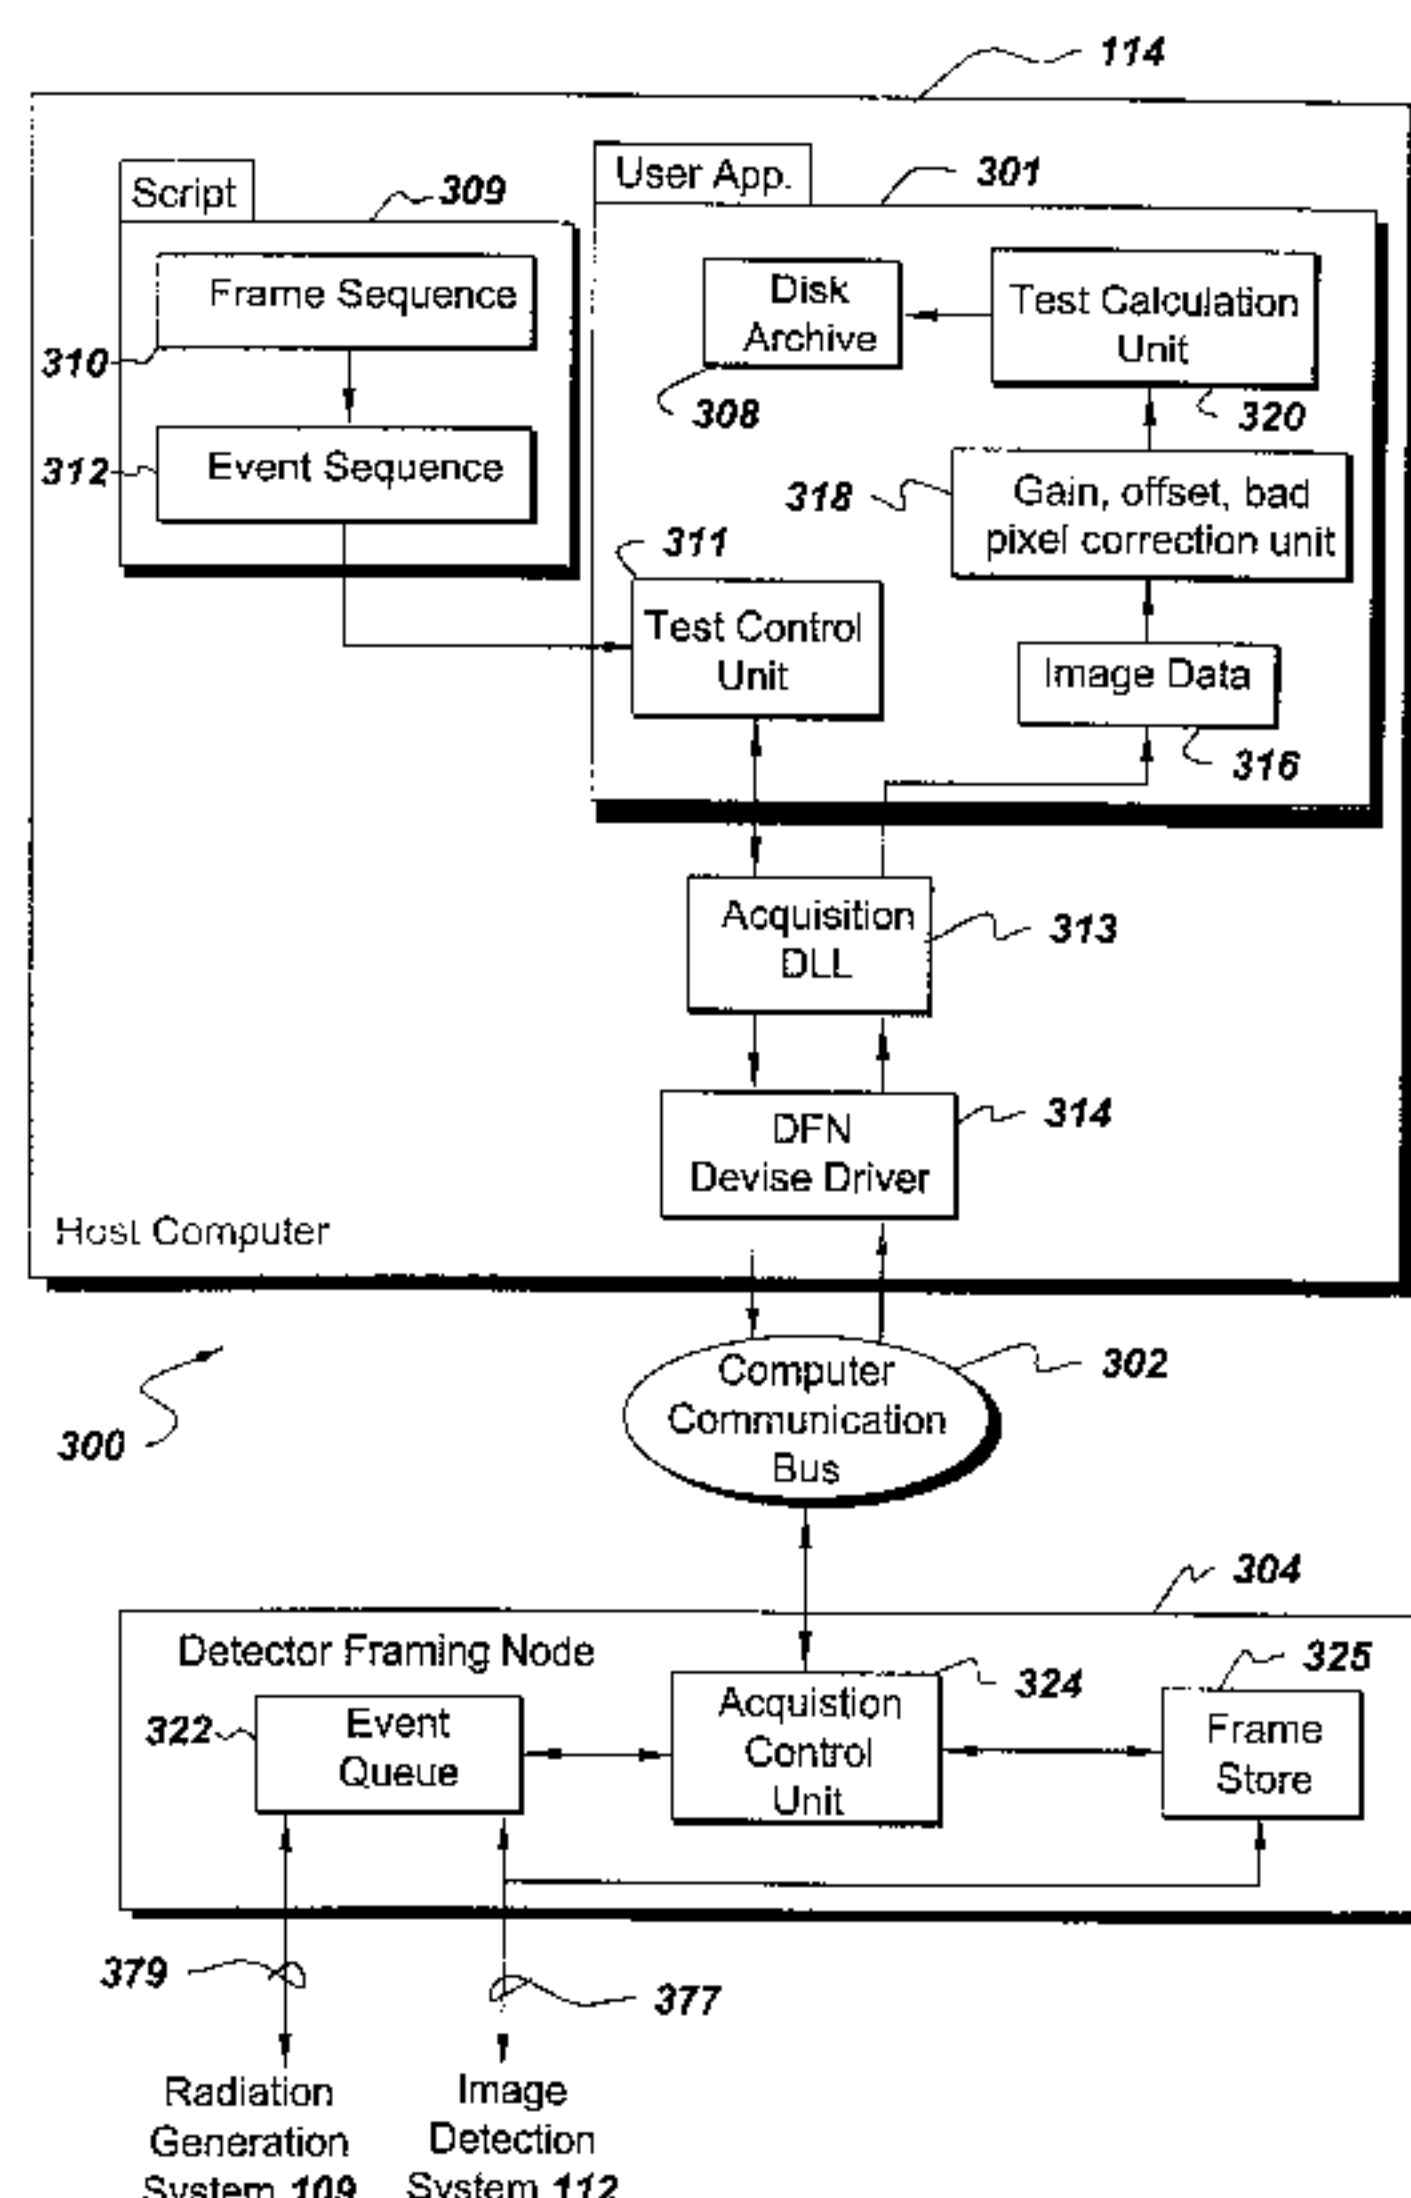 114
Script
309
User App.
301
Frame Sequence
310
Event Sequence
312
Disk
Archive
308
Test Calculation
Unit
320
318
Gain, offset, bad
pixel correction unit
311
Test Control
Unit
Image Data
316
Acquisition
DLL
313
DFN
Devise Driver
314
Host Computer
300
Computer
Communication
Bus
302
304
Detector Framing Node
322
Event
Queue
Acquistion
Control
Unit
324
325
Frame
Store
379
377
Radiation
Generation
System 109
Image
Detection
System 112